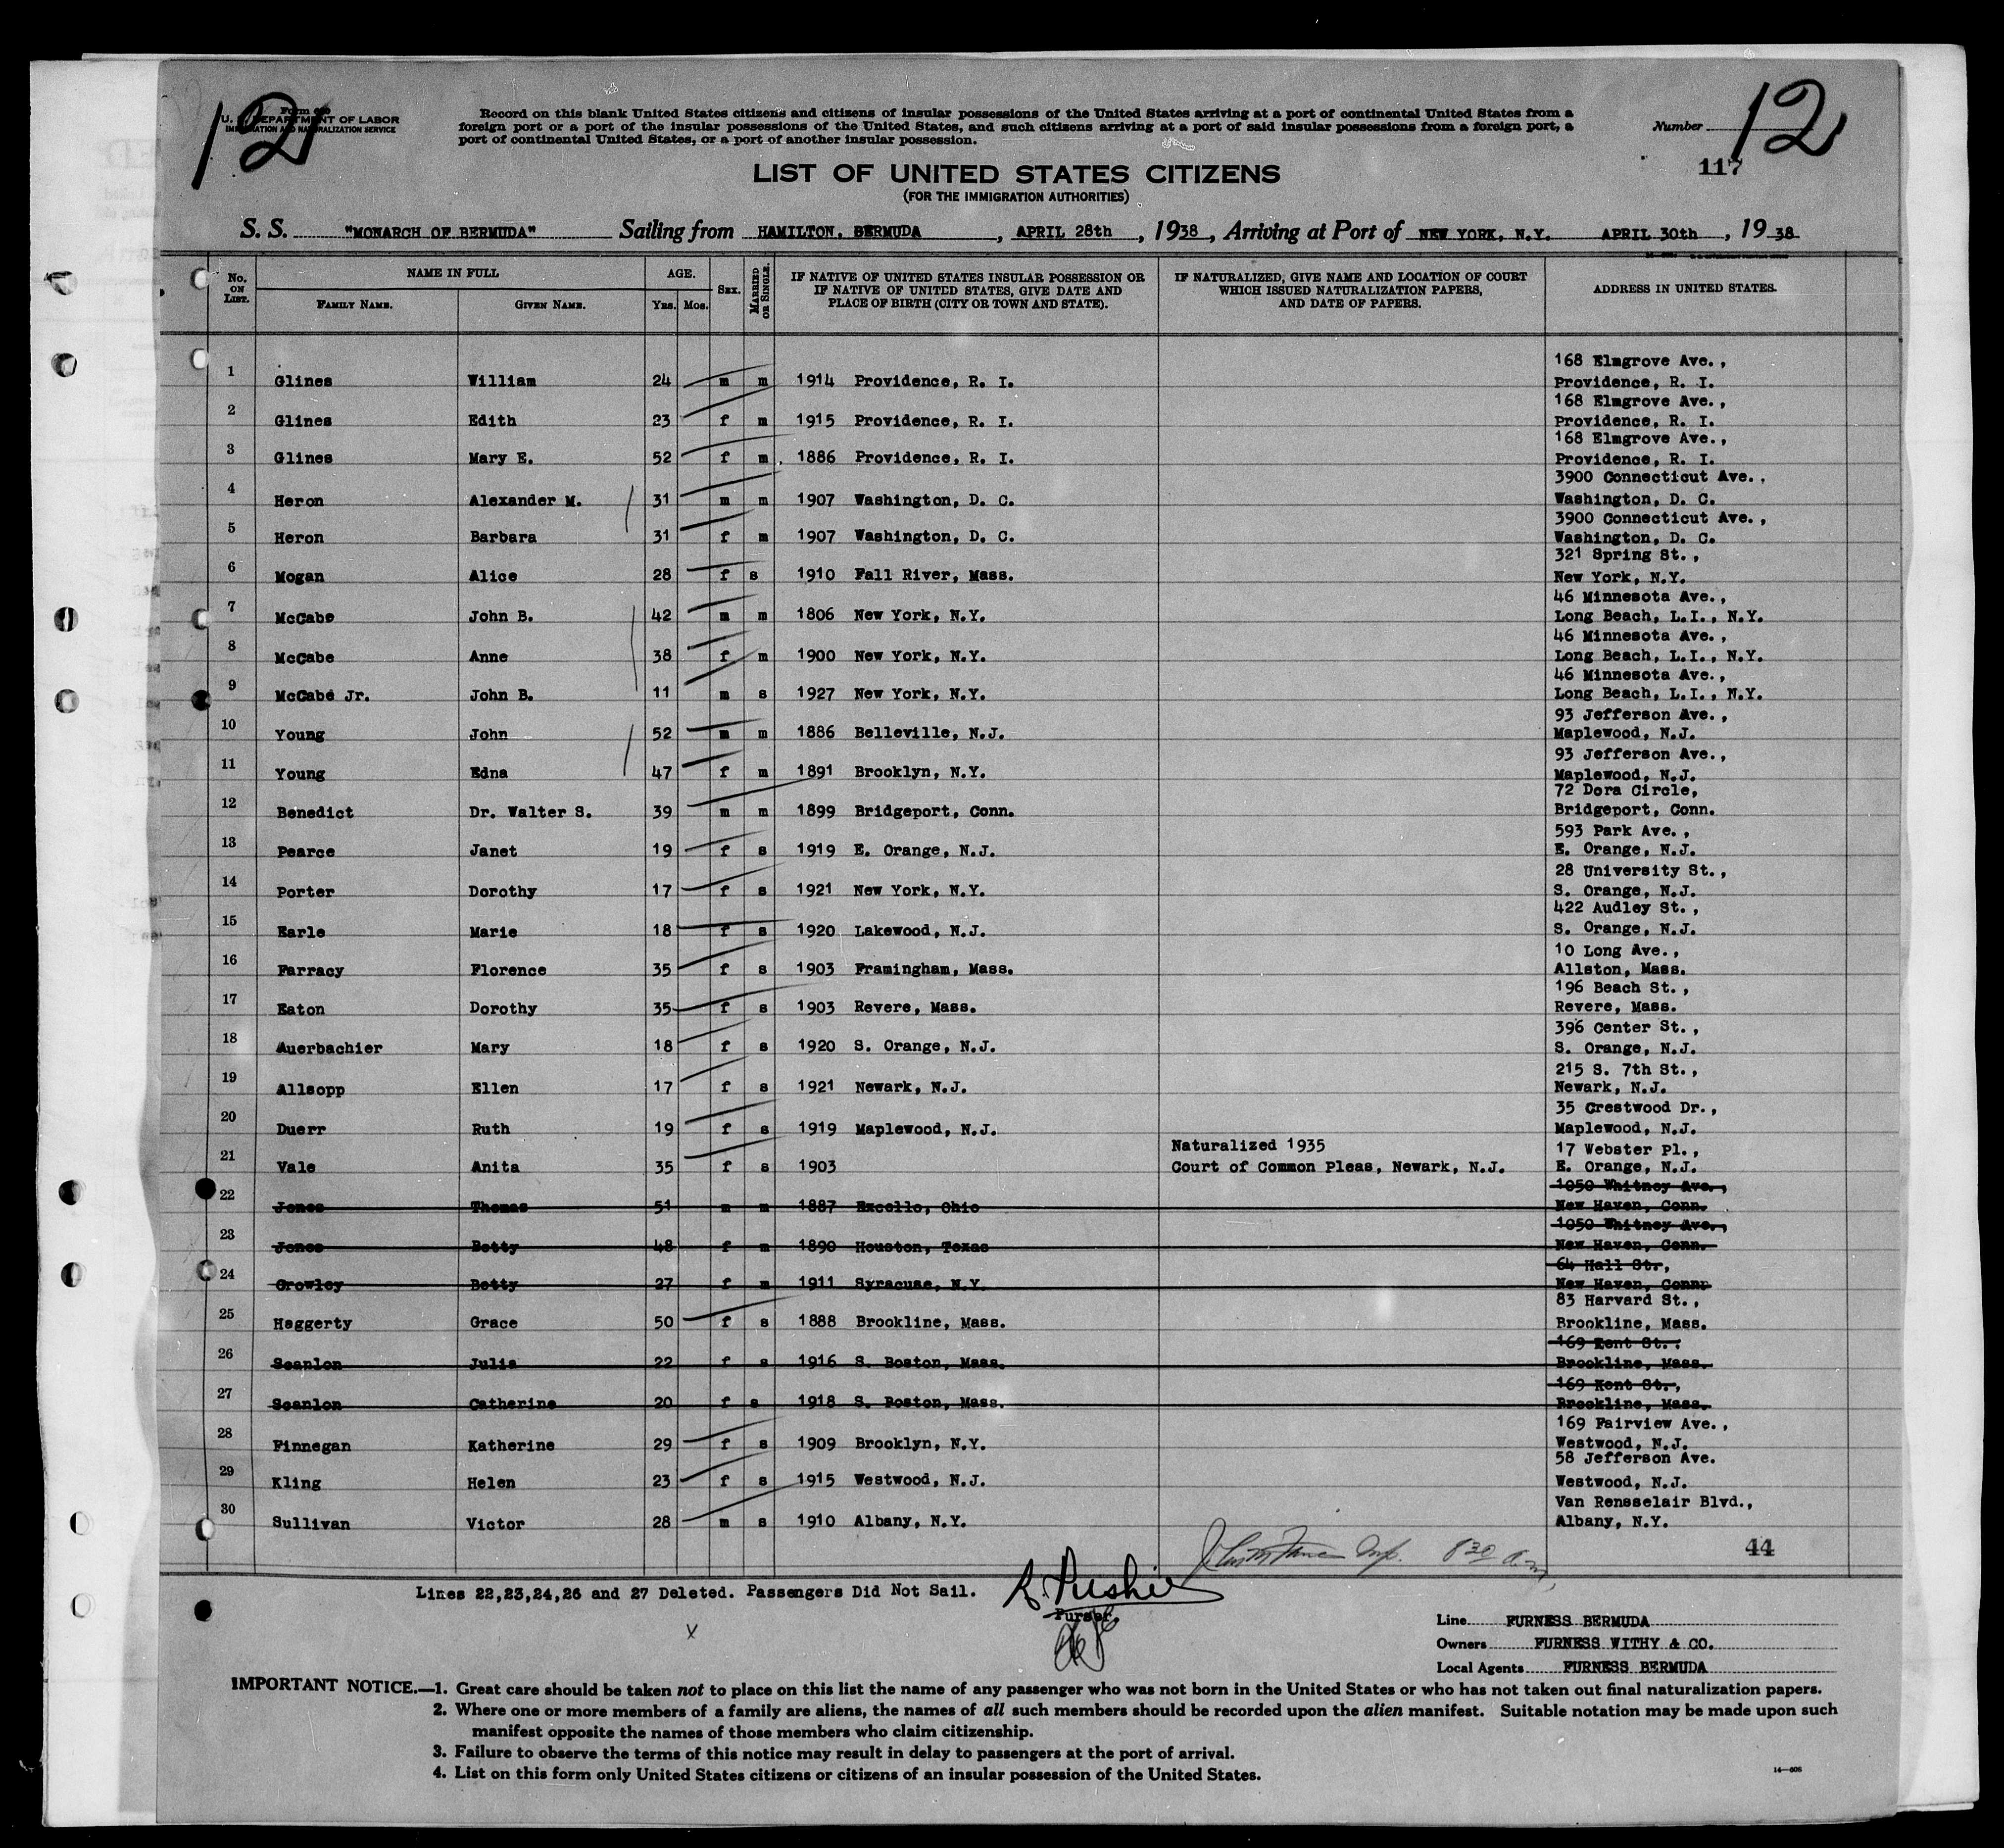 12
Form 630
U. S. DEPARTMENT OF LABOR
IMMIGRATION AND NATURALIZATION SERVICE
Record on this blank United States citizens and citizens of insular possessions of the United States arriving at a port of continental United States from a
foreign port or a port of the insular possessions of the United States, and such citizens arriving at a port of said insular possessions from a foreign port, a
port of continental United States, or a port of another insular possession.
Number 12
117
LIST OF UNITED STATES CITIZENS
(FOR THE IMMIGRATION AUTHORITIES)
S. S. "MONARCH OF BERMUDA" Sailing from HAMILTON, BERMUDA, APRIL 28th, 1938, Arriving at Port of NEW YORK, N.Y. APRIL 30th, 1938
No. ON LIST. NAME IN FULL FAMILY NAME. GIVEN NAME. AGE. Yrs. Mos. Sex. MARRIED OR SINGLE. IF NATIVE OF UNITED STATES INSULAR POSSESSION OR IF NATIVE OF UNITED STATES, GIVE DATE AND PLACE OF BIRTH (CITY OR TOWN AND STATE). IF NATURALIZED, GIVE NAME AND LOCATION OF COURT WHICH ISSUED NATURALIZATION PAPERS, AND DATE OF PAPERS. ADDRESS IN UNITED STATES.
168 Elmgrove Ave.,
1 Glines William 24 m m 1914 Providence, R. I. Providence, R. I.
168 Elmgrove Ave.,
2 Glines Edith 23 f m 1915 Providence, R. I. Providence, R. I.
168 Elmgrove Ave.,
3 Glines Mary E. 52 f m 1886 Providence, R. I. Providence, R. I.
3900 Connecticut Ave.,
4 Heron Alexander M. 31 m m 1907 Washington, D. C. Washington, D. C.
3900 Connecticut Ave.,
5 Heron Barbara 31 f m 1907 Washington, D. C. Washington, D. C.
321 Spring St.,
6 Mogan Alice 28 f s 1910 Fall River, Mass. New York, N.Y.
46 Minnesota Ave.,
7 McCabe John B. 42 m m 1806 New York, N.Y. Long Beach, L.I., N.Y.
46 Minnesota Ave.,
8 McCabe Anne 38 f m 1900 New York, N.Y. Long Beach, L.I., N.Y.
46 Minnesota Ave.,
9 McCabe Jr. John B. 11 m s 1927 New York, N.Y. Long Beach, L.I., N.Y.
93 Jefferson Ave.,
10 Young John 52 m m 1886 Belleville, N.J. Maplewood, N.J.
93 Jefferson Ave.,
11 Young Edna 47 f m 1891 Brooklyn, N.Y. Maplewood, N.J.
72 Dora Circle,
12 Benedict Dr. Walter S. 39 m m 1899 Bridgeport, Conn. Bridgeport, Conn.
593 Park Ave.,
13 Pearce Janet 19 f s 1919 E. Orange, N.J. E. Orange, N.J.
28 University St.,
14 Porter Dorothy 17 f s 1921 New York, N.Y. S. Orange, N.J.
422 Audley St.,
15 Earle Marie 18 f s 1920 Lakewood, N.J. S. Orange, N.J.
10 Long Ave.,
16 Farracy Florence 35 f s 1903 Framingham, Mass. Allston, Mass.
196 Beach St.,
17 Eaton Dorothy 35 f s 1903 Revere, Mass. Revere, Mass.
396 Center St.,
18 Auerbachier Mary 18 f s 1920 S. Orange, N.J. S. Orange, N.J.
215 S. 7th St.,
19 Allsopp Ellen 17 f s 1921 Newark, N.J. Newark, N.J.
35 Crestwood Dr.,
20 Duerr Ruth 19 f s 1919 Maplewood, N.J. Maplewood, N.J.
Naturalized 1935 17 Webster Pl.,
21 Vale Anita 35 f s 1903 Court of Common Pleas, Newark, N.J. E. Orange, N.J.
1050 Whitney Ave.,
22 Jones Thomas 51 m m 1887 Excello, Ohio New Haven, Conn.
1050 Whitney Ave.,
23 Jones Betty 48 f m 1890 Houston, Texas New Haven, Conn.
64 Hall St.,
24 Crowley Betty 27 f m 1911 Syracuse, N.Y. New Haven, Conn.
83 Harvard St.,
25 Heggerty Grace 50 f s 1888 Brookline, Mass. Brookline, Mass.
169 Kent St.,
26 Scanlon Julia 22 f s 1916 S. Boston, Mass. Brookline, Mass.
169 Kent St.,
27 Scanlon Catherine 20 f s 1918 S. Boston, Mass. Brookline, Mass.
169 Fairview Ave.,
28 Finnegan Katherine 29 f s 1909 Brooklyn, N.Y. Westwood, N.J.
58 Jefferson Ave.
29 Kling Helen 23 f s 1915 Westwood, N.J. Westwood, N.J.
Van Rensselair Blvd.,
30 Sullivan Victor 28 m s 1910 Albany, N.Y. Albany, N.Y.
Insp. 8 30 a.m. 44
Lines 22,23,24,26 and 27 Deleted. Passengers Did Not Sail.
Purser.
x
Line FURNESS BERMUDA
Owners FURNESS WITHY & CO.
Local Agents FURNESS BERMUDA
IMPORTANT NOTICE.—1. Great care should be taken not to place on this list the name of any passenger who was not born in the United States or who has not taken out final naturalization papers.
2. Where one or more members of a family are aliens, the names of all such members should be recorded upon the alien manifest. Suitable notation may be made upon such
manifest opposite the names of those members who claim citizenship.
3. Failure to observe the terms of this notice may result in delay to passengers at the port of arrival.
4. List on this form only United States citizens or citizens of an insular possession of the United States.
14—606